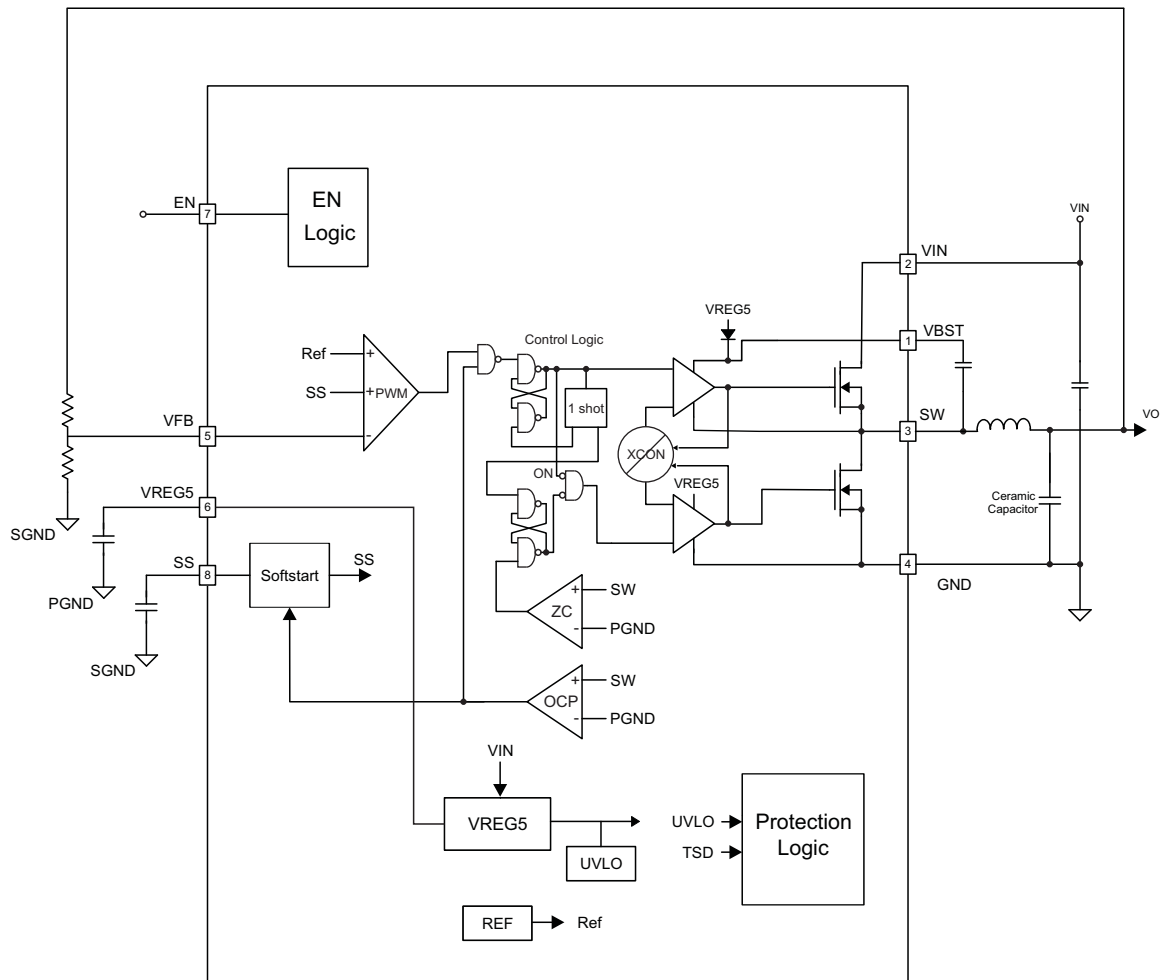 EN
7
EN
Logic
VIN
2
VIN
VREG5
1
VBST
Control Logic
Ref
+
SS
+
PWM
-
1 shot
VFB
5
3
SW
VO
XCON
ON
VREG5
Ceramic
Capacitor
VREG5
6
SGND
SS
8
Softstart
SS
4
GND
PGND
+
SW
ZC
-
PGND
SGND
+
SW
OCP
-
PGND
VIN
VREG5
UVLO
UVLO
TSD
Protection
Logic
REF
Ref